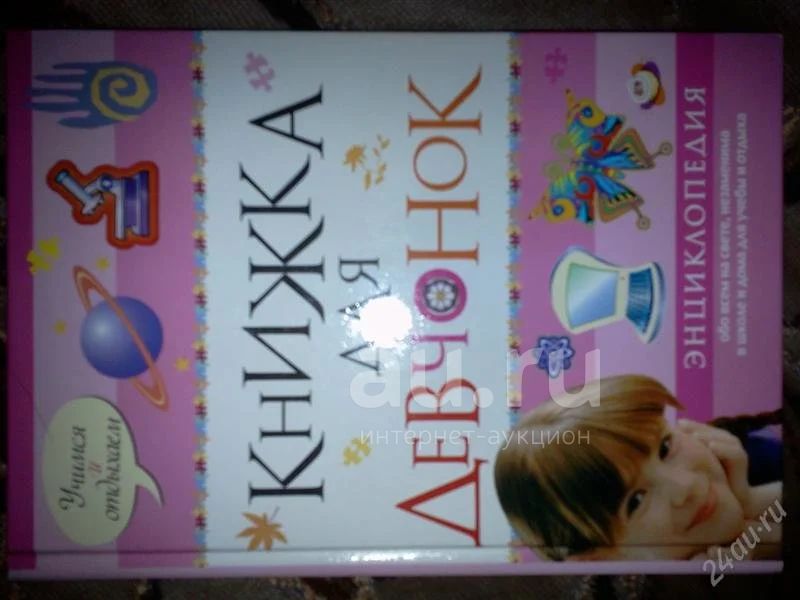 Учимся
и
отдыхаем
КНИЖКА
ДЛЯ
ДЕВЧОНОК
ЭНЦИКЛОПЕДИЯ
обо всем на свете, незаменимо
в школе и дома для учебы и отдыха
au.ru
интернет-аукцион
24au.ru